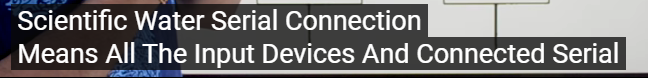 Scientific Water Serial Connection
Means All The Input Devices And Connected Serial